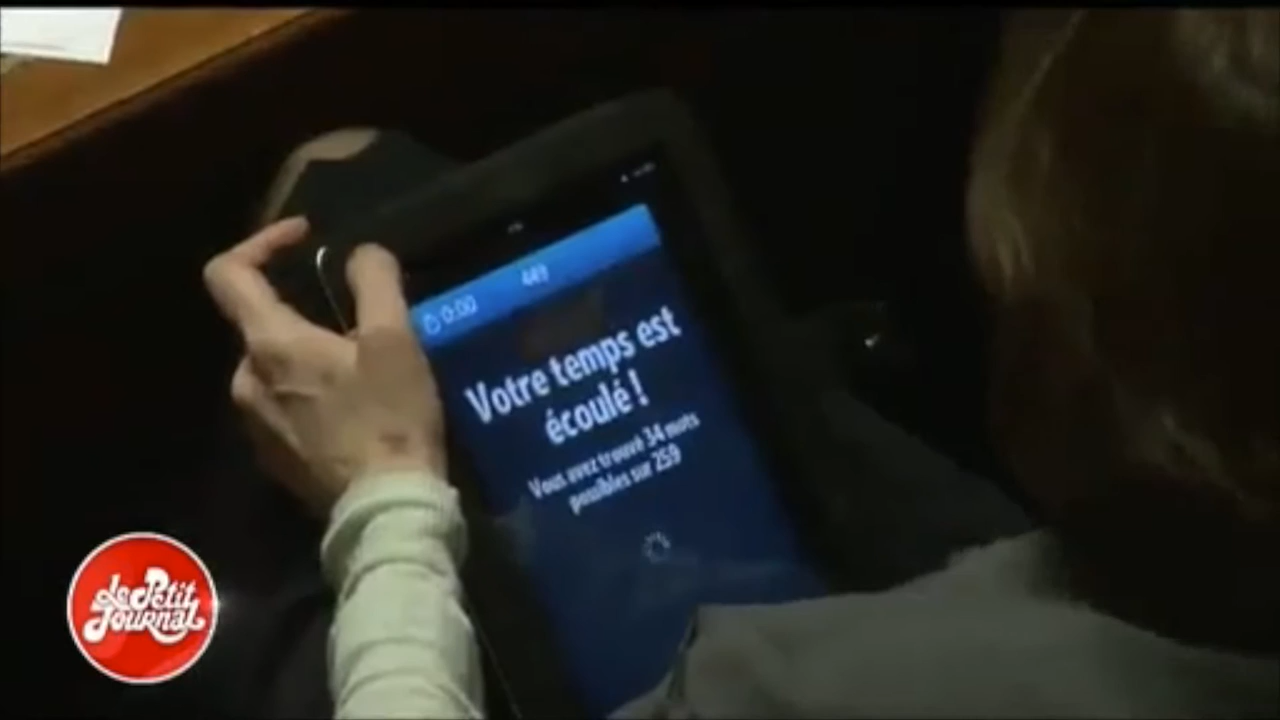 449
0:00
Votre temps est
écoulé !
Vous avez trouvé 34 mots
possibles sur 259
Le Petit
Journal